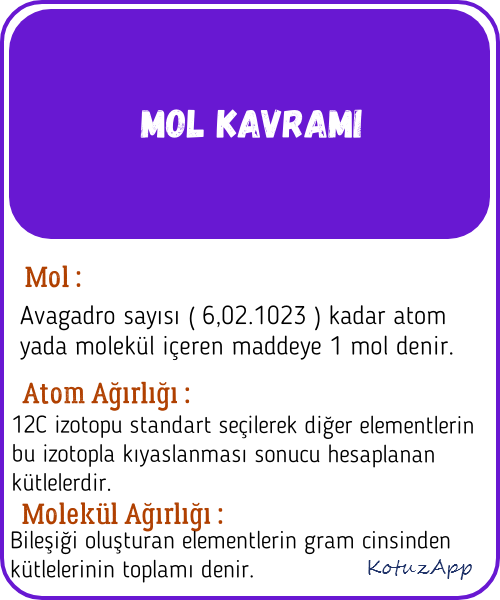 MOL KAVRAMI
Mol :
Avagadro sayısı ( 6,02.1023 ) kadar atom
yada molekül içeren maddeye 1 mol denir.
Atom Ağırlığı :
12C izotopu standart seçilerek diğer elementlerin
bu izotopla kıyaslanması sonucu hesaplanan
kütlelerdir.
Molekül Ağırlığı :
Bileşiği oluşturan elementlerin gram cinsinden
kütlelerinin toplamı denir.
KotuzApp